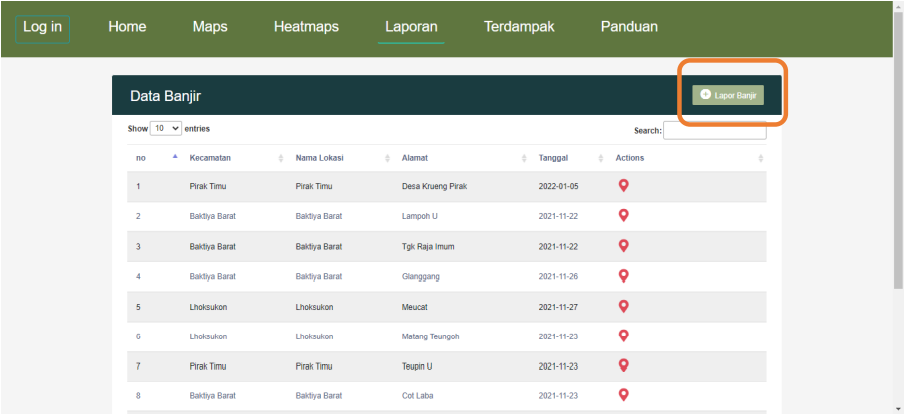 Log in Home Maps Heatmaps Laporan Terdampak Panduan
Data Banjir Lapor Banjir
Show 10 entries Search:
no Kecamatan Nama Lokasi Alamat Tanggal Actions
1 Pirak Timu Pirak Timu Desa Krueng Pirak 2022-01-05
2 Baktiya Barat Baktiya Barat Lampoh U 2021-11-22
3 Baktiya Barat Baktiya Barat Tgk Raja Imum 2021-11-22
4 Baktiya Barat Baktiya Barat Glanggang 2021-11-26
5 Lhoksukon Lhoksukon Meucat 2021-11-27
6 Lhoksukon Lhoksukon Matang Teungoh 2021-11-23
7 Pirak Timu Pirak Timu Teupin U 2021-11-23
8 Baktiya Barat Baktiya Barat Cot Laba 2021-11-23